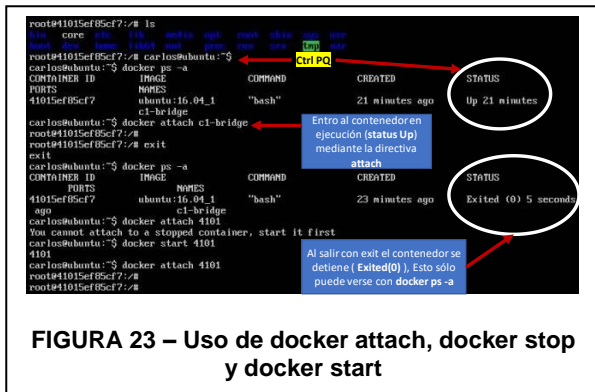 root@41015ef85cf7:/# ls
bin core etc lib media opt root sbin sys usr
boot dev home lib64 mnt proc run srv tmp var
root@41015ef85cf7:/# carlos@ubuntu:~$
Ctrl PQ
carlos@ubuntu:~$ docker ps -a
CONTAINER ID IMAGE COMMAND CREATED STATUS
PORTS NAMES
41015ef85cf7 ubuntu:16.04_1 "bash" 21 minutes ago Up 21 minutes
c1-bridge
carlos@ubuntu:~$ docker attach c1-bridge
Entro al contenedor en
ejecución (status Up)
mediante la directiva
attach
root@41015ef85cf7:/#
root@41015ef85cf7:/# exit
exit
carlos@ubuntu:~$ docker ps -a
CONTAINER ID IMAGE COMMAND CREATED STATUS
PORTS NAMES
41015ef85cf7 ubuntu:16.04_1 "bash" 23 minutes ago Exited (0) 5 seconds
ago c1-bridge
carlos@ubuntu:~$ docker attach 4101
You cannot attach to a stopped container, start it first
carlos@ubuntu:~$ docker start 4101
4101
carlos@ubuntu:~$ docker attach 4101
root@41015ef85cf7:/#
root@41015ef85cf7:/#
Al salir con exit el contenedor se
detiene ( Exited(0) ), Esto sólo
puede verse con docker ps -a
FIGURA 23 – Uso de docker attach, docker stop
y docker start